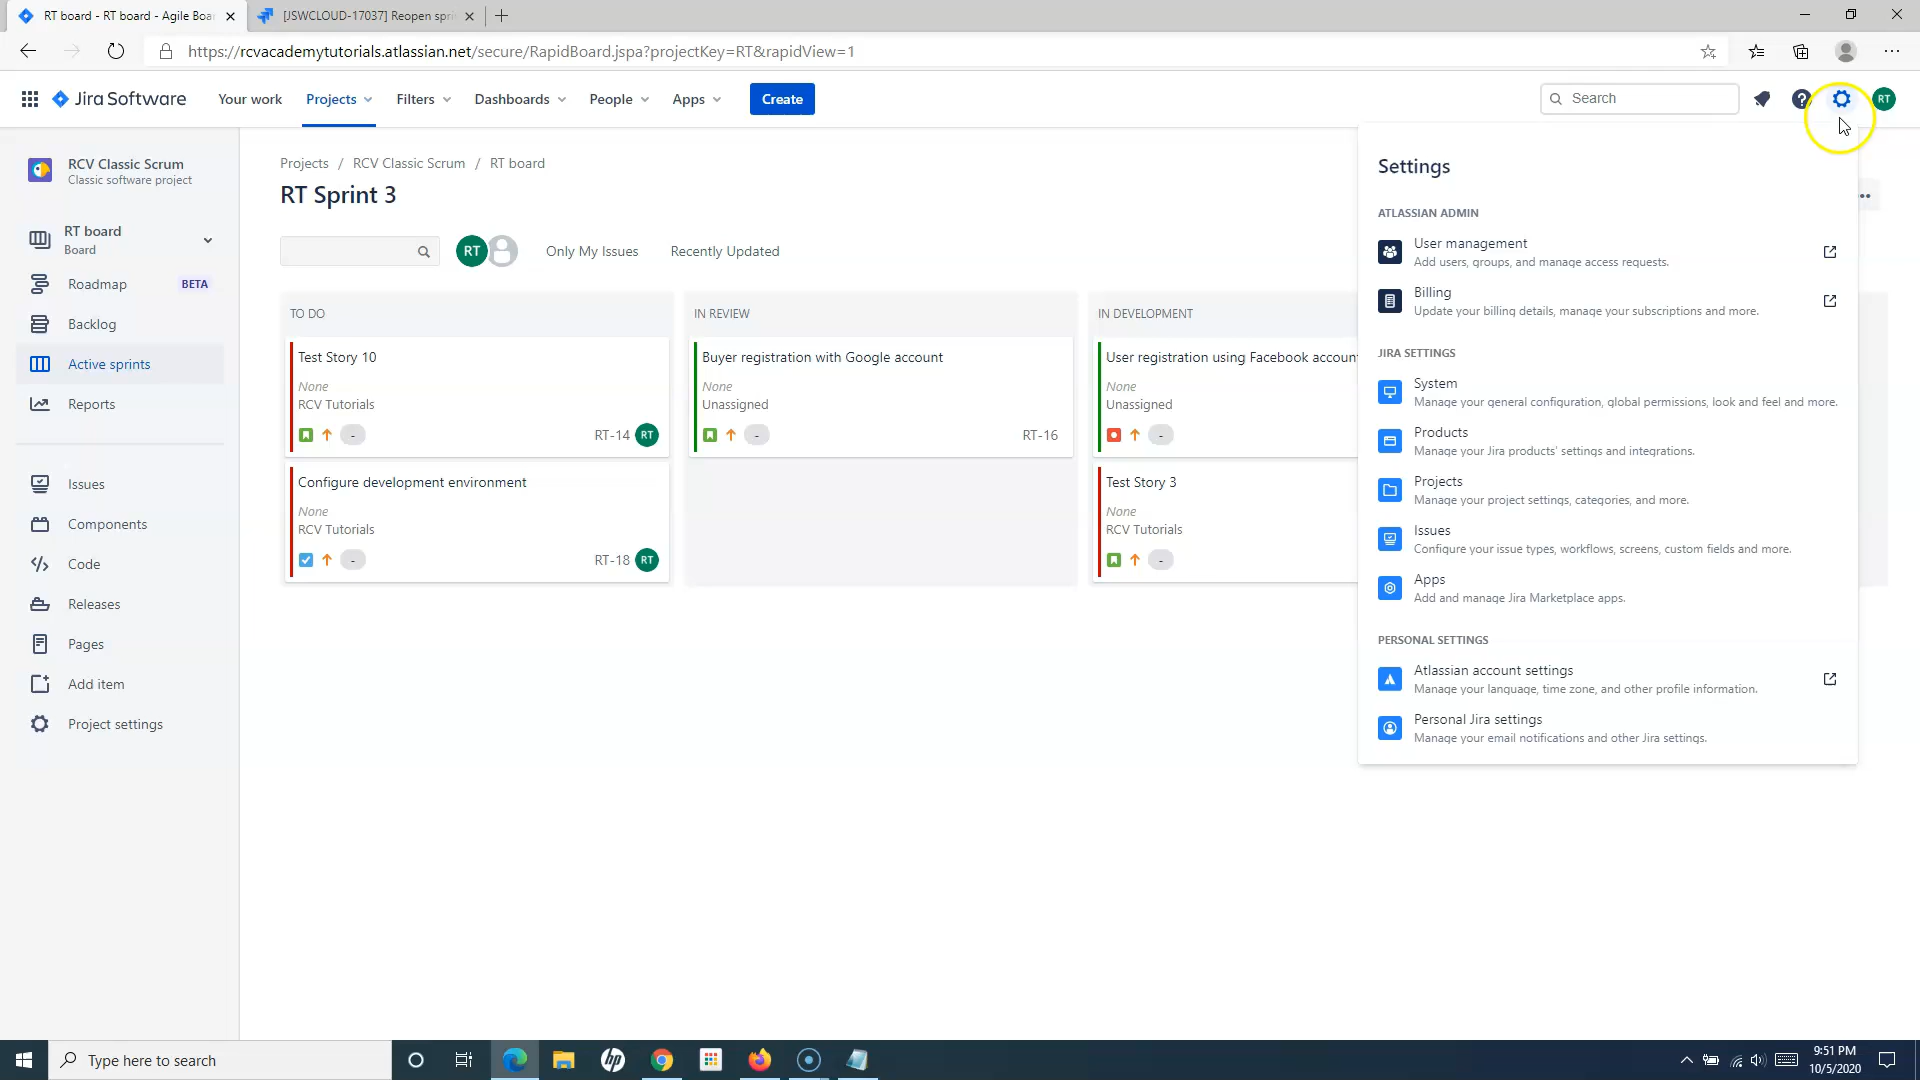 RT board - RT board - Agile Boa
[JSWCLOUD-17037] Reopen spri
https://rcvacademytutorials.atlassian.net/secure/RapidBoard.jspa?projectKey=RT&rapidView=1
Jira Software
Your work
Projects
Filters
Dashboards
People
Apps
Create
Search
RT
RCV Classic Scrum
Classic software project
RT board
Board
Roadmap
BETA
Backlog
Active sprints
Reports
Issues
Components
Code
Releases
Pages
Add item
Project settings
Projects / RCV Classic Scrum / RT board
RT Sprint 3
RT
Only My Issues
Recently Updated
TO DO
Test Story 10
None
RCV Tutorials
-
RT-14
RT
Configure development environment
None
RCV Tutorials
-
RT-18
RT
IN REVIEW
Buyer registration with Google account
None
Unassigned
-
RT-16
IN DEVELOPMENT
User registration using Facebook account
None
Unassigned
-
Test Story 3
None
RCV Tutorials
-
Settings
ATLASSIAN ADMIN
User management
Add users, groups, and manage access requests.
Billing
Update your billing details, manage your subscriptions and more.
JIRA SETTINGS
System
Manage your general configuration, global permissions, look and feel and more.
Products
Manage your Jira products' settings and integrations.
Projects
Manage your project settings, categories, and more.
Issues
Configure your issue types, workflows, screens, custom fields and more.
Apps
Add and manage Jira Marketplace apps.
PERSONAL SETTINGS
Atlassian account settings
Manage your language, time zone, and other profile information.
Personal Jira settings
Manage your email notifications and other Jira settings.
Type here to search
hp
9:51 PM
10/5/2020